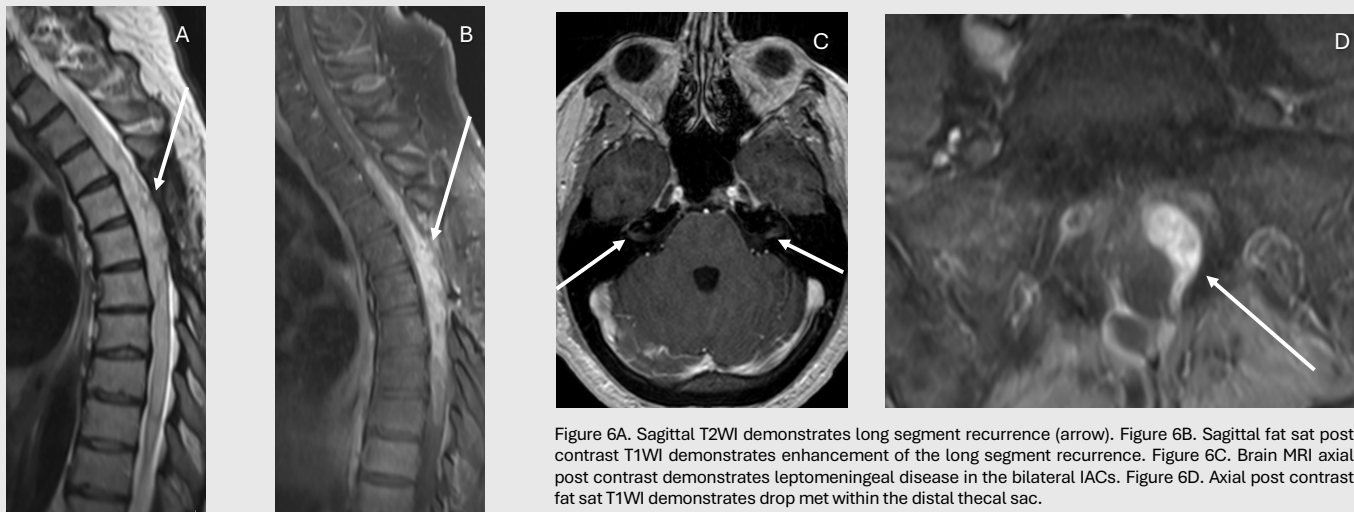 A
B
C
D
Figure 6A. Sagittal T2WI demonstrates long segment recurrence (arrow). Figure 6B. Sagittal fat sat post
contrast T1WI demonstrates enhancement of the long segment recurrence. Figure 6C. Brain MRI axial
post contrast demonstrates leptomeningeal disease in the bilateral IACs. Figure 6D. Axial post contrast
fat sat T1WI demonstrates drop met within the distal thecal sac.